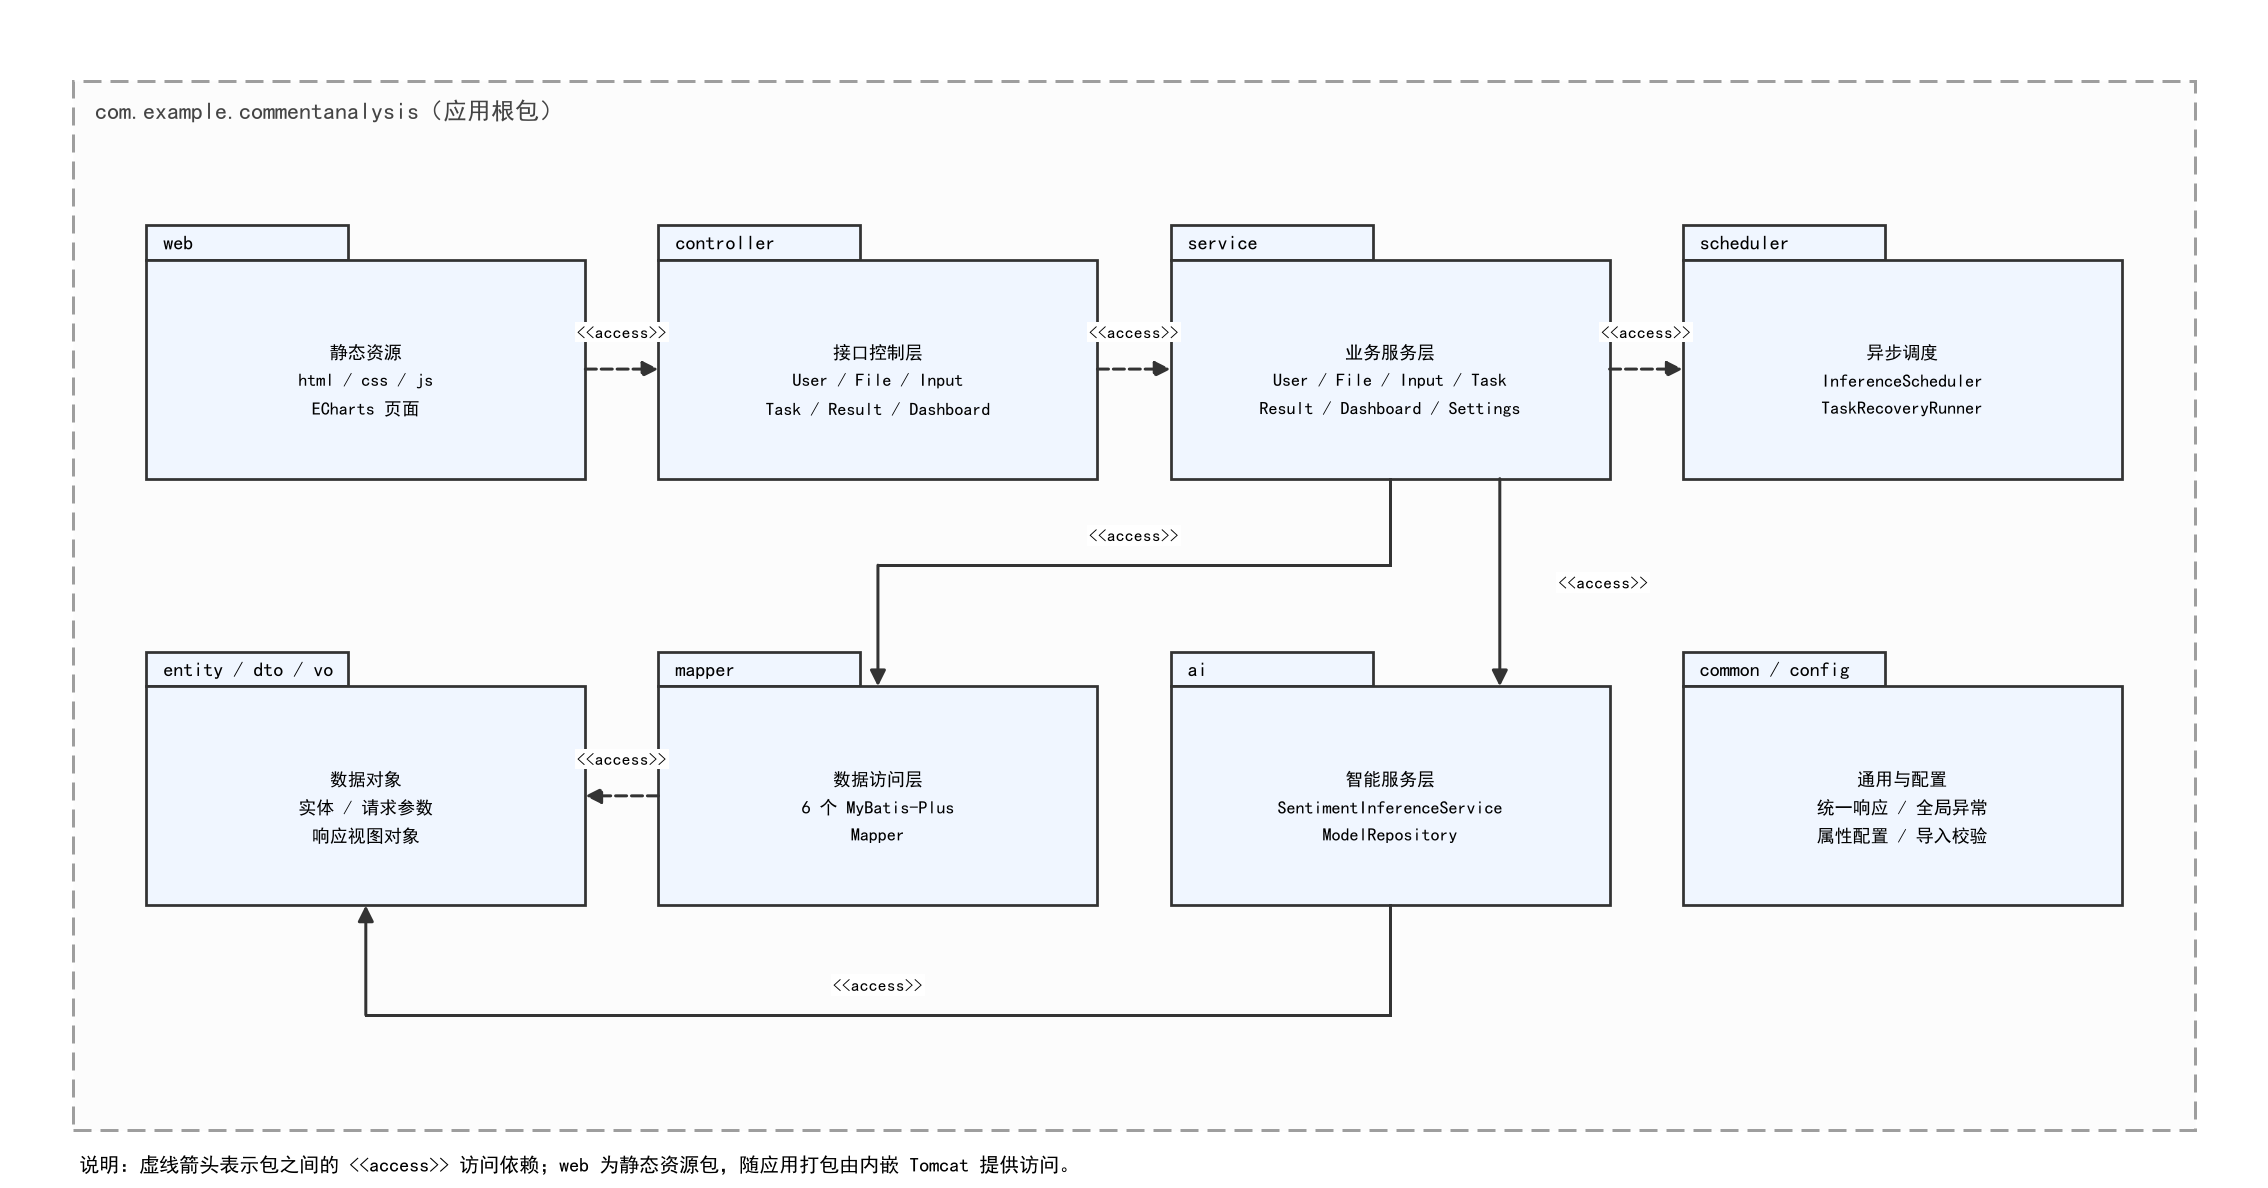 com.example.commentanalysis（应用根包）
web
静态资源
html / css / js
ECharts 页面
<<access>>
controller
接口控制层
User / File / Input
Task / Result / Dashboard
<<access>>
service
业务服务层
User / File / Input / Task
Result / Dashboard / Settings
<<access>>
scheduler
异步调度
InferenceScheduler
TaskRecoveryRunner
<<access>>
<<access>>
entity / dto / vo
数据对象
实体 / 请求参数
响应视图对象
<<access>>
mapper
数据访问层
6 个 MyBatis-Plus
Mapper
ai
智能服务层
SentimentInferenceService
ModelRepository
common / config
通用与配置
统一响应 / 全局异常
属性配置 / 导入校验
<<access>>
说明：虚线箭头表示包之间的 <<access>> 访问依赖；web 为静态资源包，随应用打包由内嵌 Tomcat 提供访问。